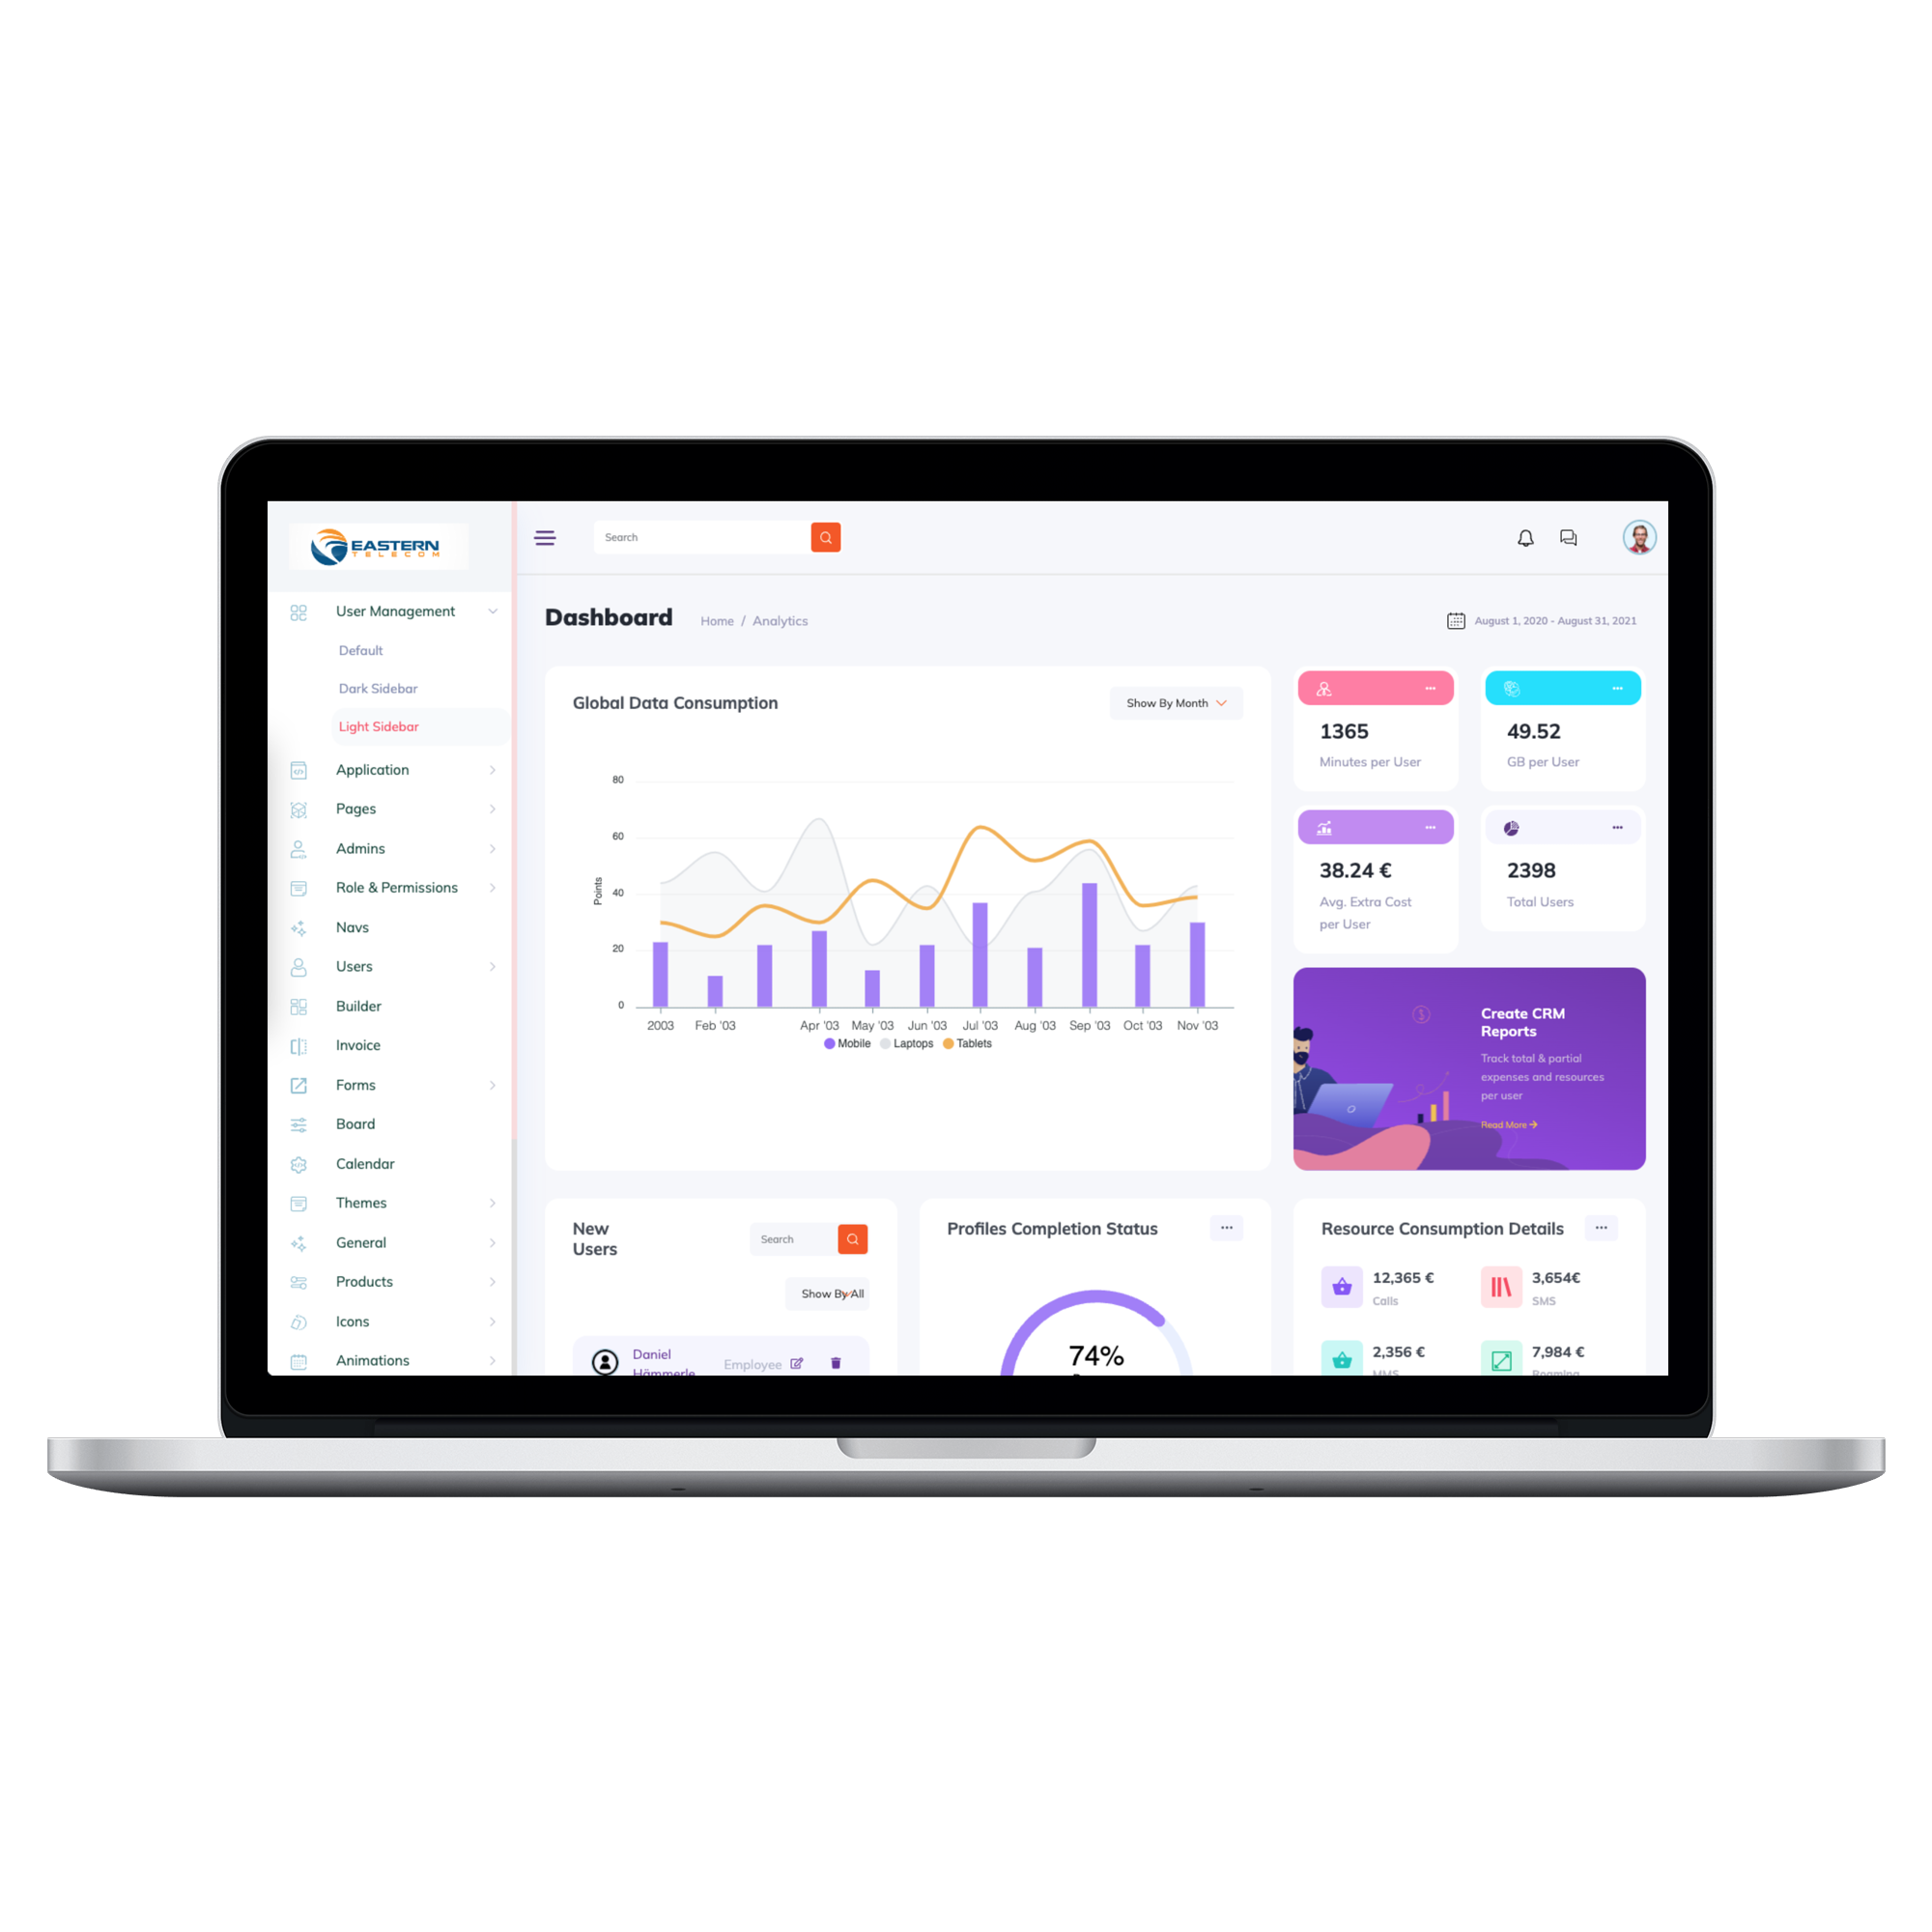 EASTERN
TELECOM
Search
User Management
Default
Dark Sidebar
Light Sidebar
Application
Pages
Admins
Role & Permissions
Navs
Users
Builder
Invoice
Forms
Board
Calendar
Themes
General
Products
Icons
Animations
Dashboard
Home / Analytics
August 1, 2020 - August 31, 2021
Global Data Consumption
Show By Month
80
60
40
20
0
Points
2003 Feb '03 Apr '03 May '03 Jun '03 Jul '03 Aug '03 Sep '03 Oct '03 Nov '03
Mobile Laptops Tablets
1365
Minutes per User
49.52
GB per User
38.24 €
Avg. Extra Cost
per User
2398
Total Users
Create CRM
Reports
Track total & partial
expenses and resources
per user
Read More
New
Users
Search
Show By All
Daniel
Hämmerle
Employee
Profiles Completion Status
74%
Resource Consumption Details
12,365 €
Calls
3,654€
SMS
2,356 €
MMS
7,984 €
Roaming